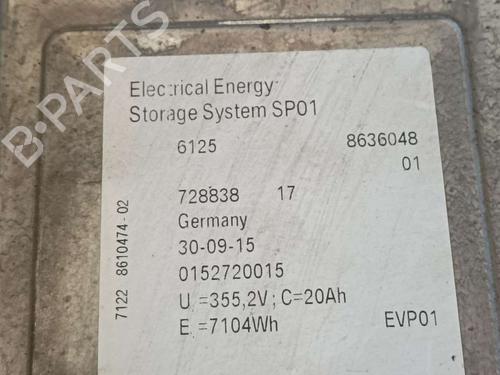 B-PARTS
Electrical Energy
Storage System SP01
6125 8636048
01
728838 17
Germany
30-09-15
0152720015
U =355,2V; C=20Ah
E =7104Wh EVP01
7122 8610474-02